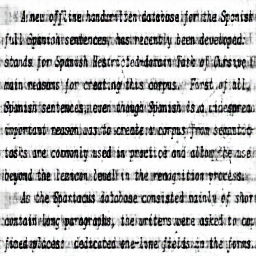 A new off-line handwritten database for the Spanish
full Spanish sentences, has recently been developed:
stands for Spanish Restricted-domain Task of Cursive
main reasons for creating this corpus. First of all,
Spanish sentences, even though Spanish is a widespread
important reason was to create a corpus from semantic
tasks are commonly used in practice and allow the use
beyond the lexicon level in the recognition process.
As the Spartacus database consisted mainly of short
contain long paragraphs, the writers were asked to co
fixed places: dedicated one-line fields in the forms.